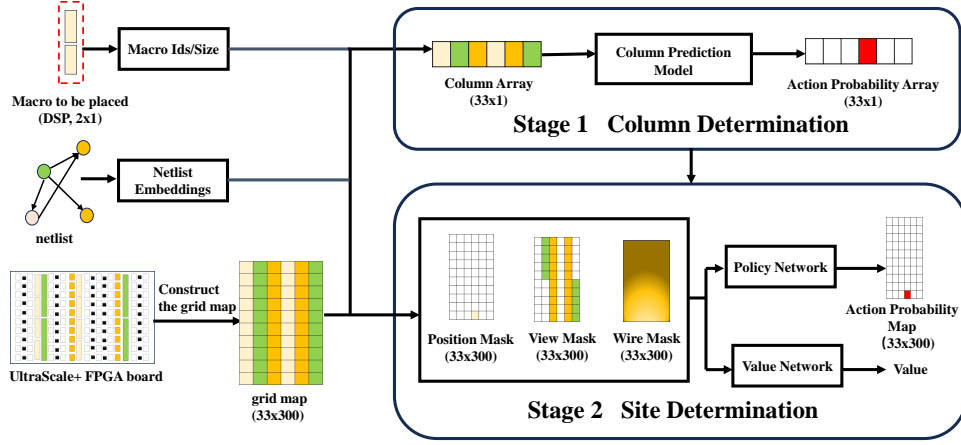 Macro Ids/Size
Macro to be placed
(DSP, 2x1)
Netlist
Embeddings
netlist
Construct
the grid map
UltraScale+ FPGA board
grid map
(33x300)
Column Array
(33x1)
Column Prediction
Model
Action Probability Array
(33x1)
Stage 1 Column Determination
Position Mask
(33x300)
View Mask
(33x300)
Wire Mask
(33x300)
Policy Network
Action Probability
Map
(33x300)
Value Network
Value
Stage 2 Site Determination